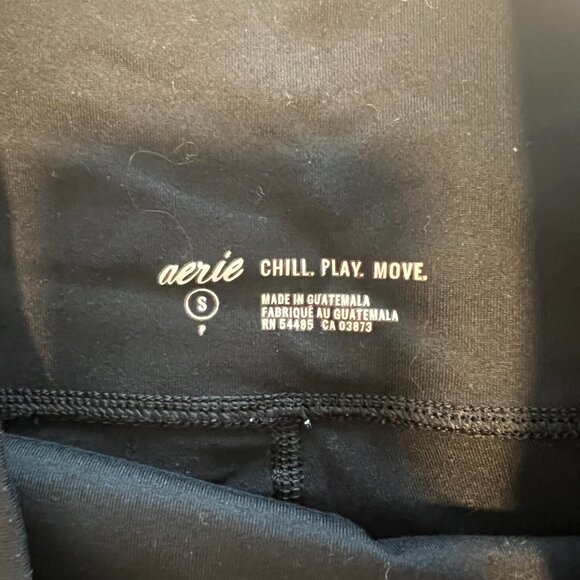 aerie CHILL. PLAY. MOVE.
S
P
MADE IN GUATEMALA
FABRIQUÉ AU GUATEMALA
RN 54485 CA 03873